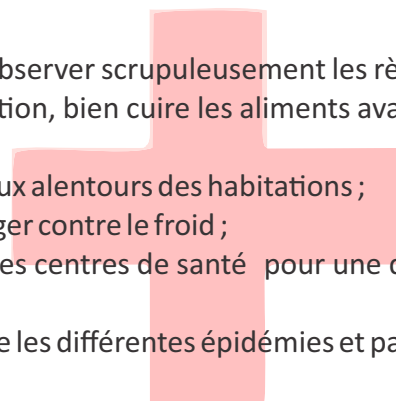 bserver scrupuleusement les rè
tion, bien cuire les aliments ava
ux alentours des habitations ;
ger contre le froid ;
es centres de santé pour une
e les différentes épidémies et pa